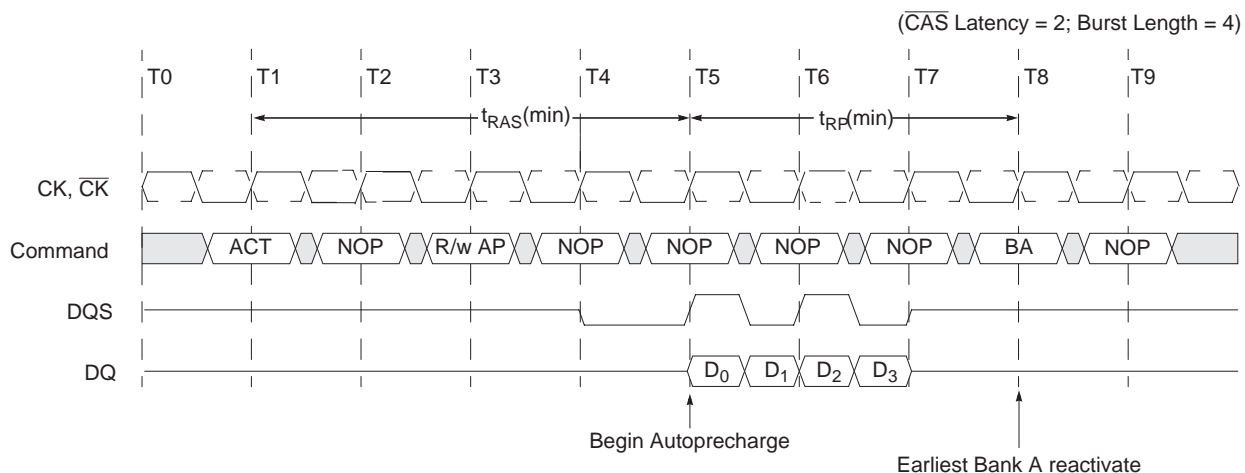 (CAS Latency = 2; Burst Length = 4)
T0 T1 T2 T3 T4 T5 T6 T7 T8 T9
tRAS(min) tRP(min)
CK, CK
Command ACT NOP R/w AP NOP NOP NOP NOP BA NOP
DQS
DQ D0 D1 D2 D3
Begin Autoprecharge
Earliest Bank A reactivate